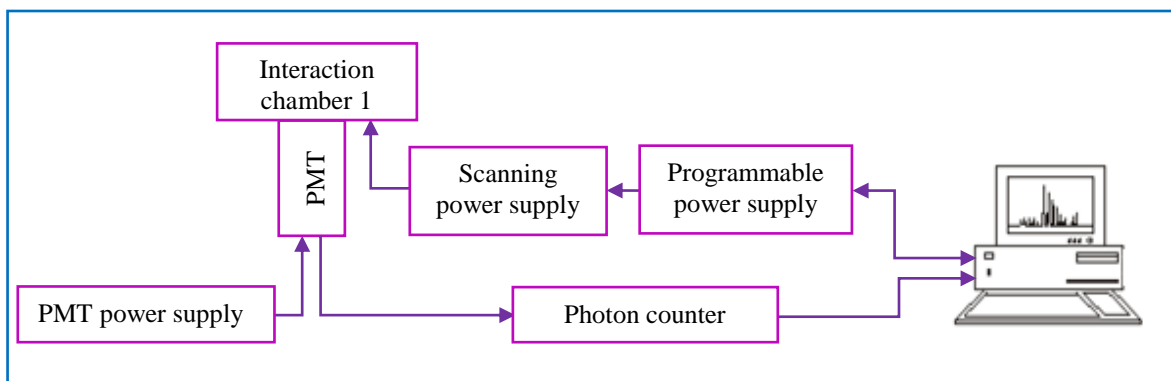 Interaction
chamber 1
PMT
Scanning
power supply
Programmable
power supply
PMT power supply
Photon counter